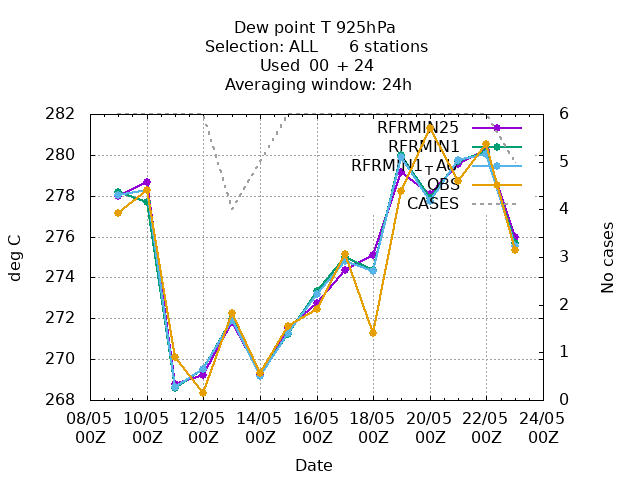 Dew point T 925hPa
Selection: ALL 6 stations
Used 00 + 24
Averaging window: 24h
282
280
278
276
274
272
270
268
6
5
4
3
2
1
0
RFRMIN25
RFRMIN1
OBS
CASES
deg C
No cases
08/05 10/05 12/05 14/05 16/05 18/05 20/05 22/05 24/05
00Z 00Z 00Z 00Z 00Z 00Z 00Z 00Z 00Z
Date